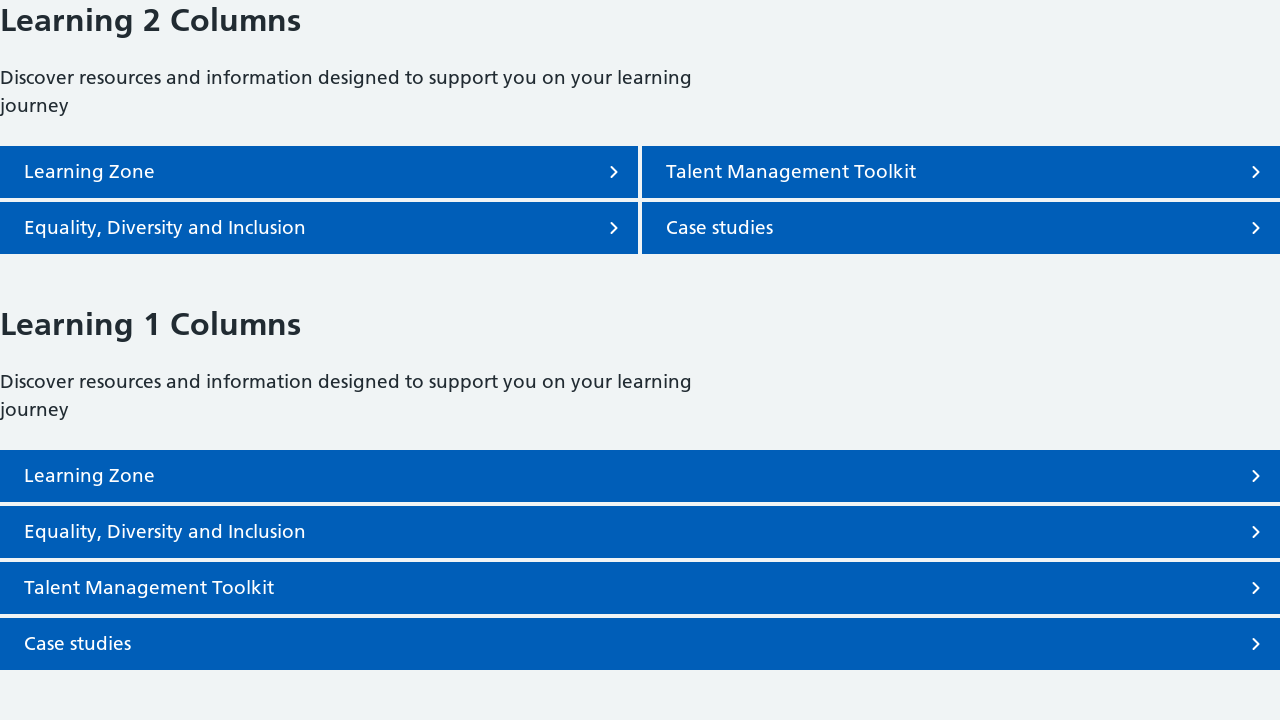 Learning 2 Columns
Discover resources and information designed to support you on your learning
journey
Learning Zone
Talent Management Toolkit
Equality, Diversity and Inclusion
Case studies
Learning 1 Columns
Discover resources and information designed to support you on your learning
journey
Learning Zone
Equality, Diversity and Inclusion
Talent Management Toolkit
Case studies